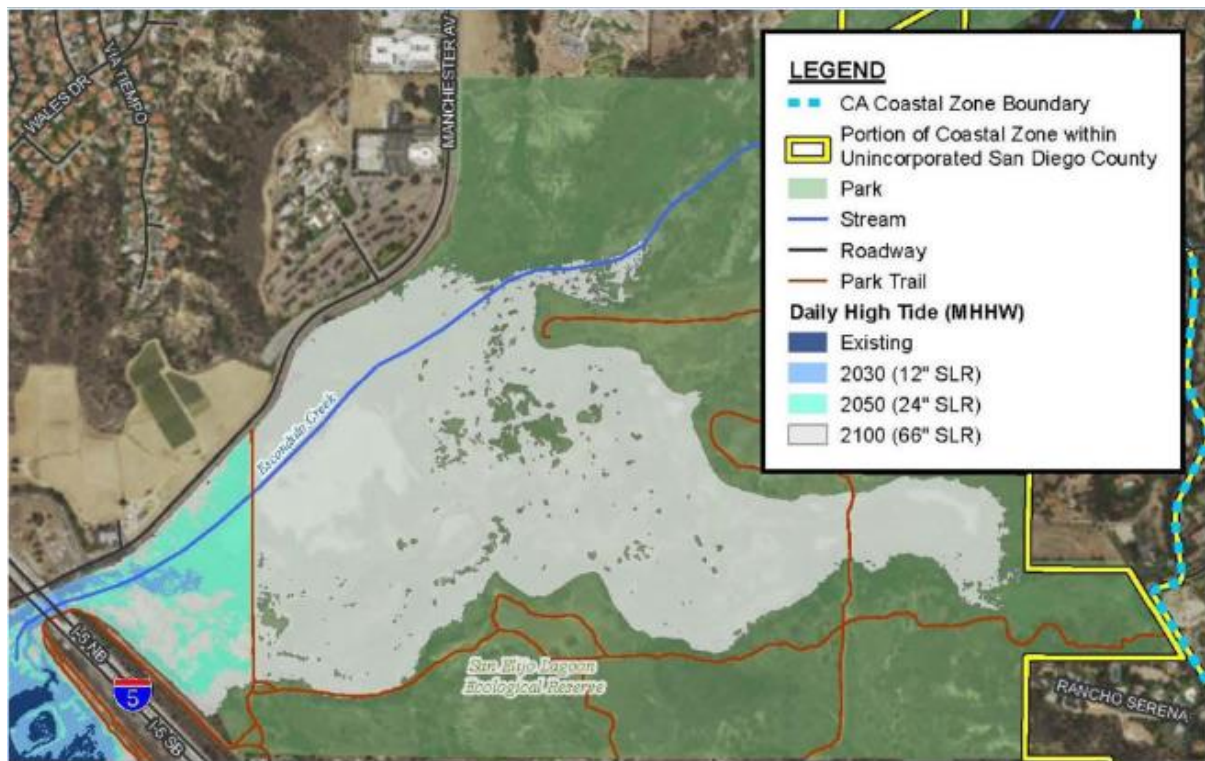 WALES DR
VIA TIEMPO
MANCHESTER AV
LEGEND
CA Coastal Zone Boundary
Portion of Coastal Zone within
Unincorporated San Diego County
Park
Stream
Roadway
Park Trail
Daily High Tide (MHHW)
Existing
2030 (12" SLR)
2050 (24" SLR)
2100 (66" SLR)
Escondido Creek
I-5 NB
5
I-5 SB
San Elijo Lagoon
Ecological Reserve
RANCHO SERENA